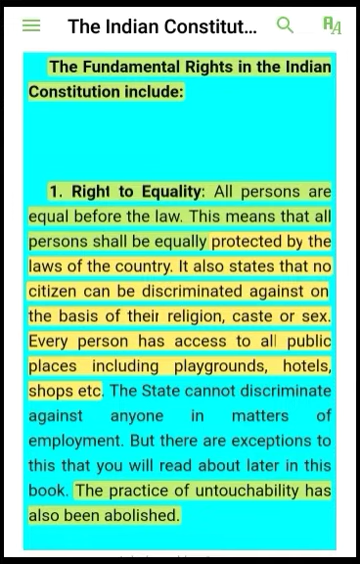 The Indian Constitut...
The Fundamental Rights in the Indian
Constitution include:
1. Right to Equality: All persons are
equal before the law. This means that all
persons shall be equally protected by the
laws of the country. It also states that no
citizen can be discriminated against on
the basis of their religion, caste or sex.
Every person has access to all public
places including playgrounds, hotels,
shops etc. The State cannot discriminate
against anyone in matters of
employment. But there are exceptions to
this that you will read about later in this
book. The practice of untouchability has
also been abolished.